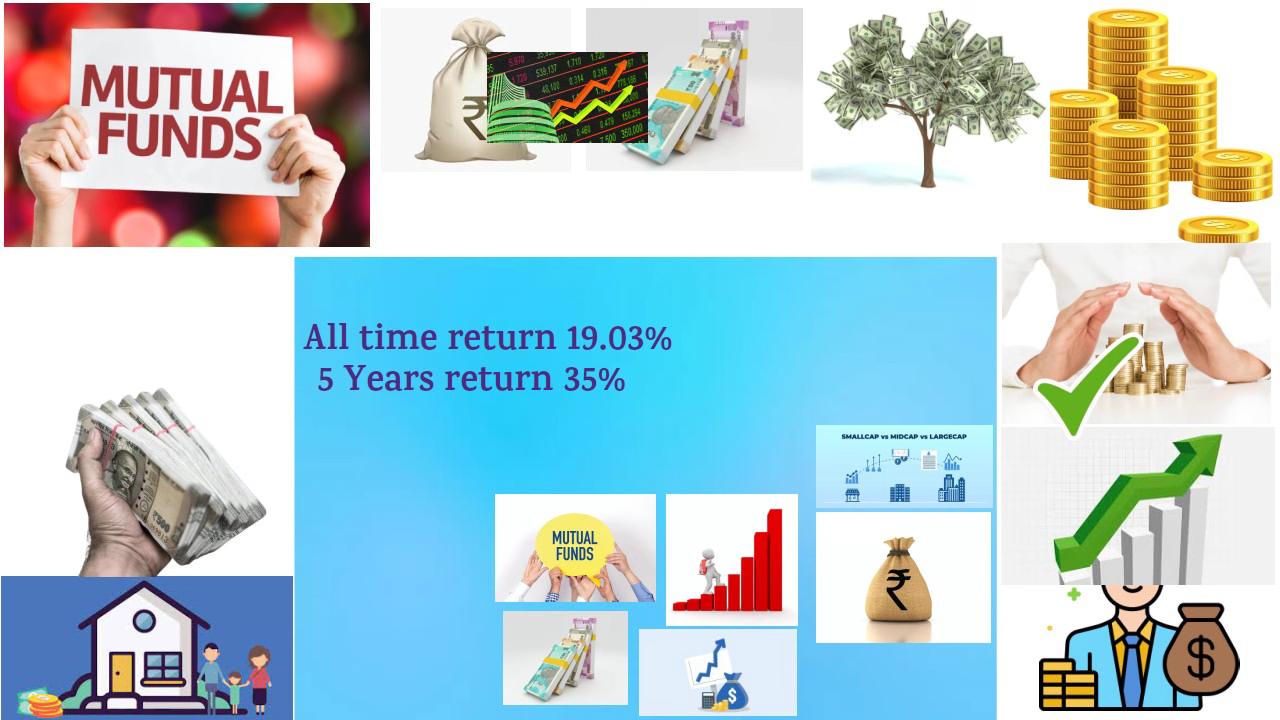 MUTUAL
FUNDS
₹
All time return 19.03%
5 Years return 35%
SMALLCAP vs MIDCAP vs LARGECAP
MUTUAL
FUNDS
₹
$
$